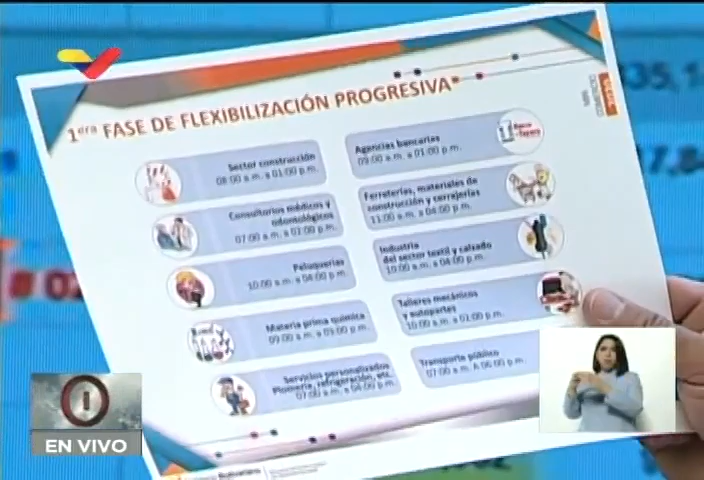 1era FASE DE FLEXIBILIZACIÓN PROGRESIVA
Sector construcción
08:00 a.m. a 01:00 p.m.
Consultorios médicos y
odontológicos
07:00 a.m. a 01:00 p.m.
Peluquerías
10:00 a.m. a 04:00 p.m.
Materia prima química
09:00 a.m. a 03:00 p.m.
Servicios personalizados
Plomería, refrigeración, etc.
07:00 a.m. a 04:00 p.m.
Agencias bancarias
09:00 a.m. a 01:00 p.m.
Ferreterías, materiales de
construcción y cerrajerías
11:00 a.m. a 04:00 p.m.
Industria
del sector textil y calzado
10:00 a.m. a 04:00 p.m.
Talleres mecánicos
y autopartes
10:00 a.m. a 01:00 p.m.
Transporte público
07:00 a.m. A 06:00 p.m.
EN VIVO